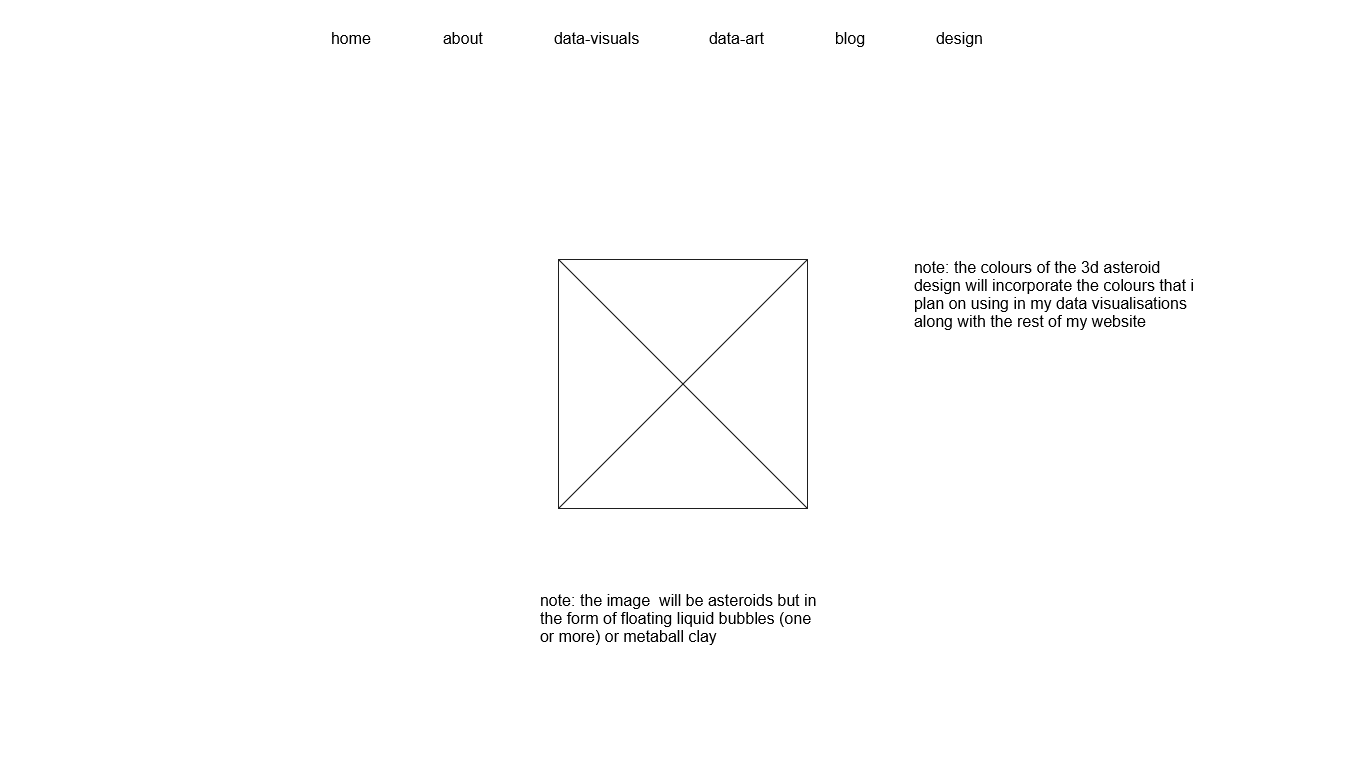 home about data-visuals data-art blog design
note: the colours of the 3d asteroid
design will incorporate the colours that i
plan on using in my data visualisations
along with the rest of my website
note: the image  will be asteroids but in
the form of floating liquid bubbles (one
or more) or metaball clay